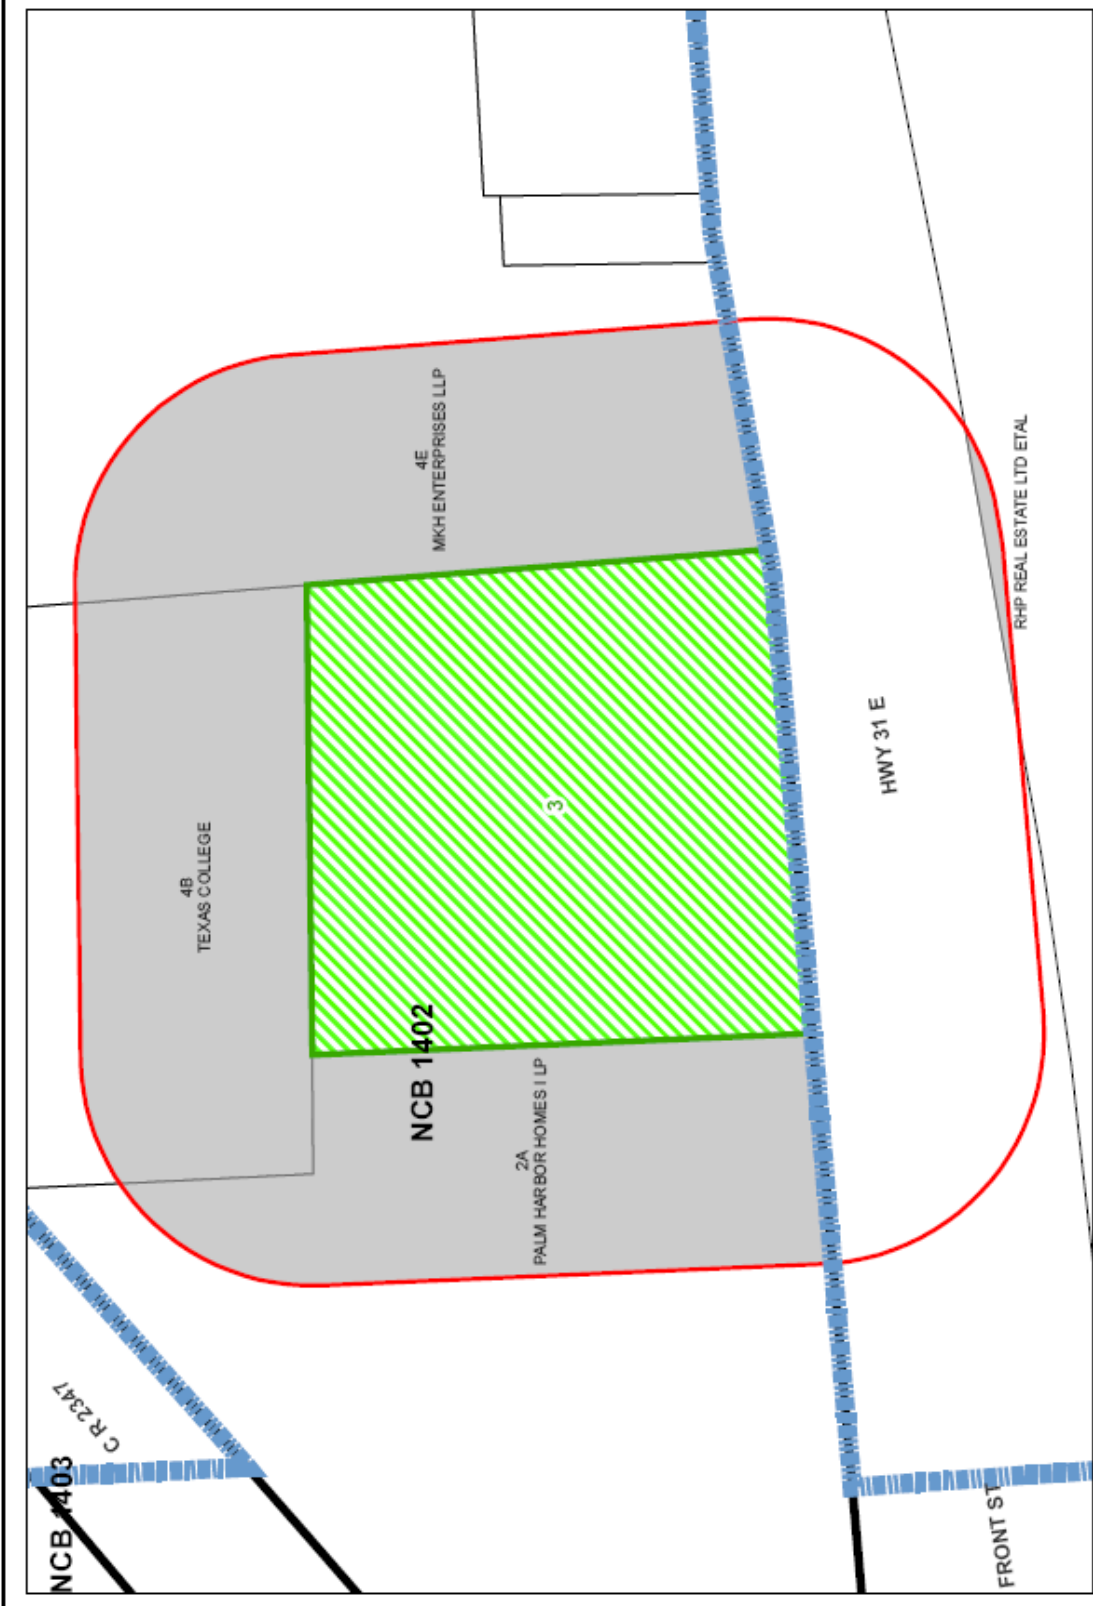 NCB 1403
C R 2347
4B
TEXAS COLLEGE
4E
MKH ENTERPRISES LLP
NCB 1402
3
2A
PALM HARBOR HOMES I LP
HWY 31 E
RHP REAL ESTATE LTD ETAL
FRONT ST